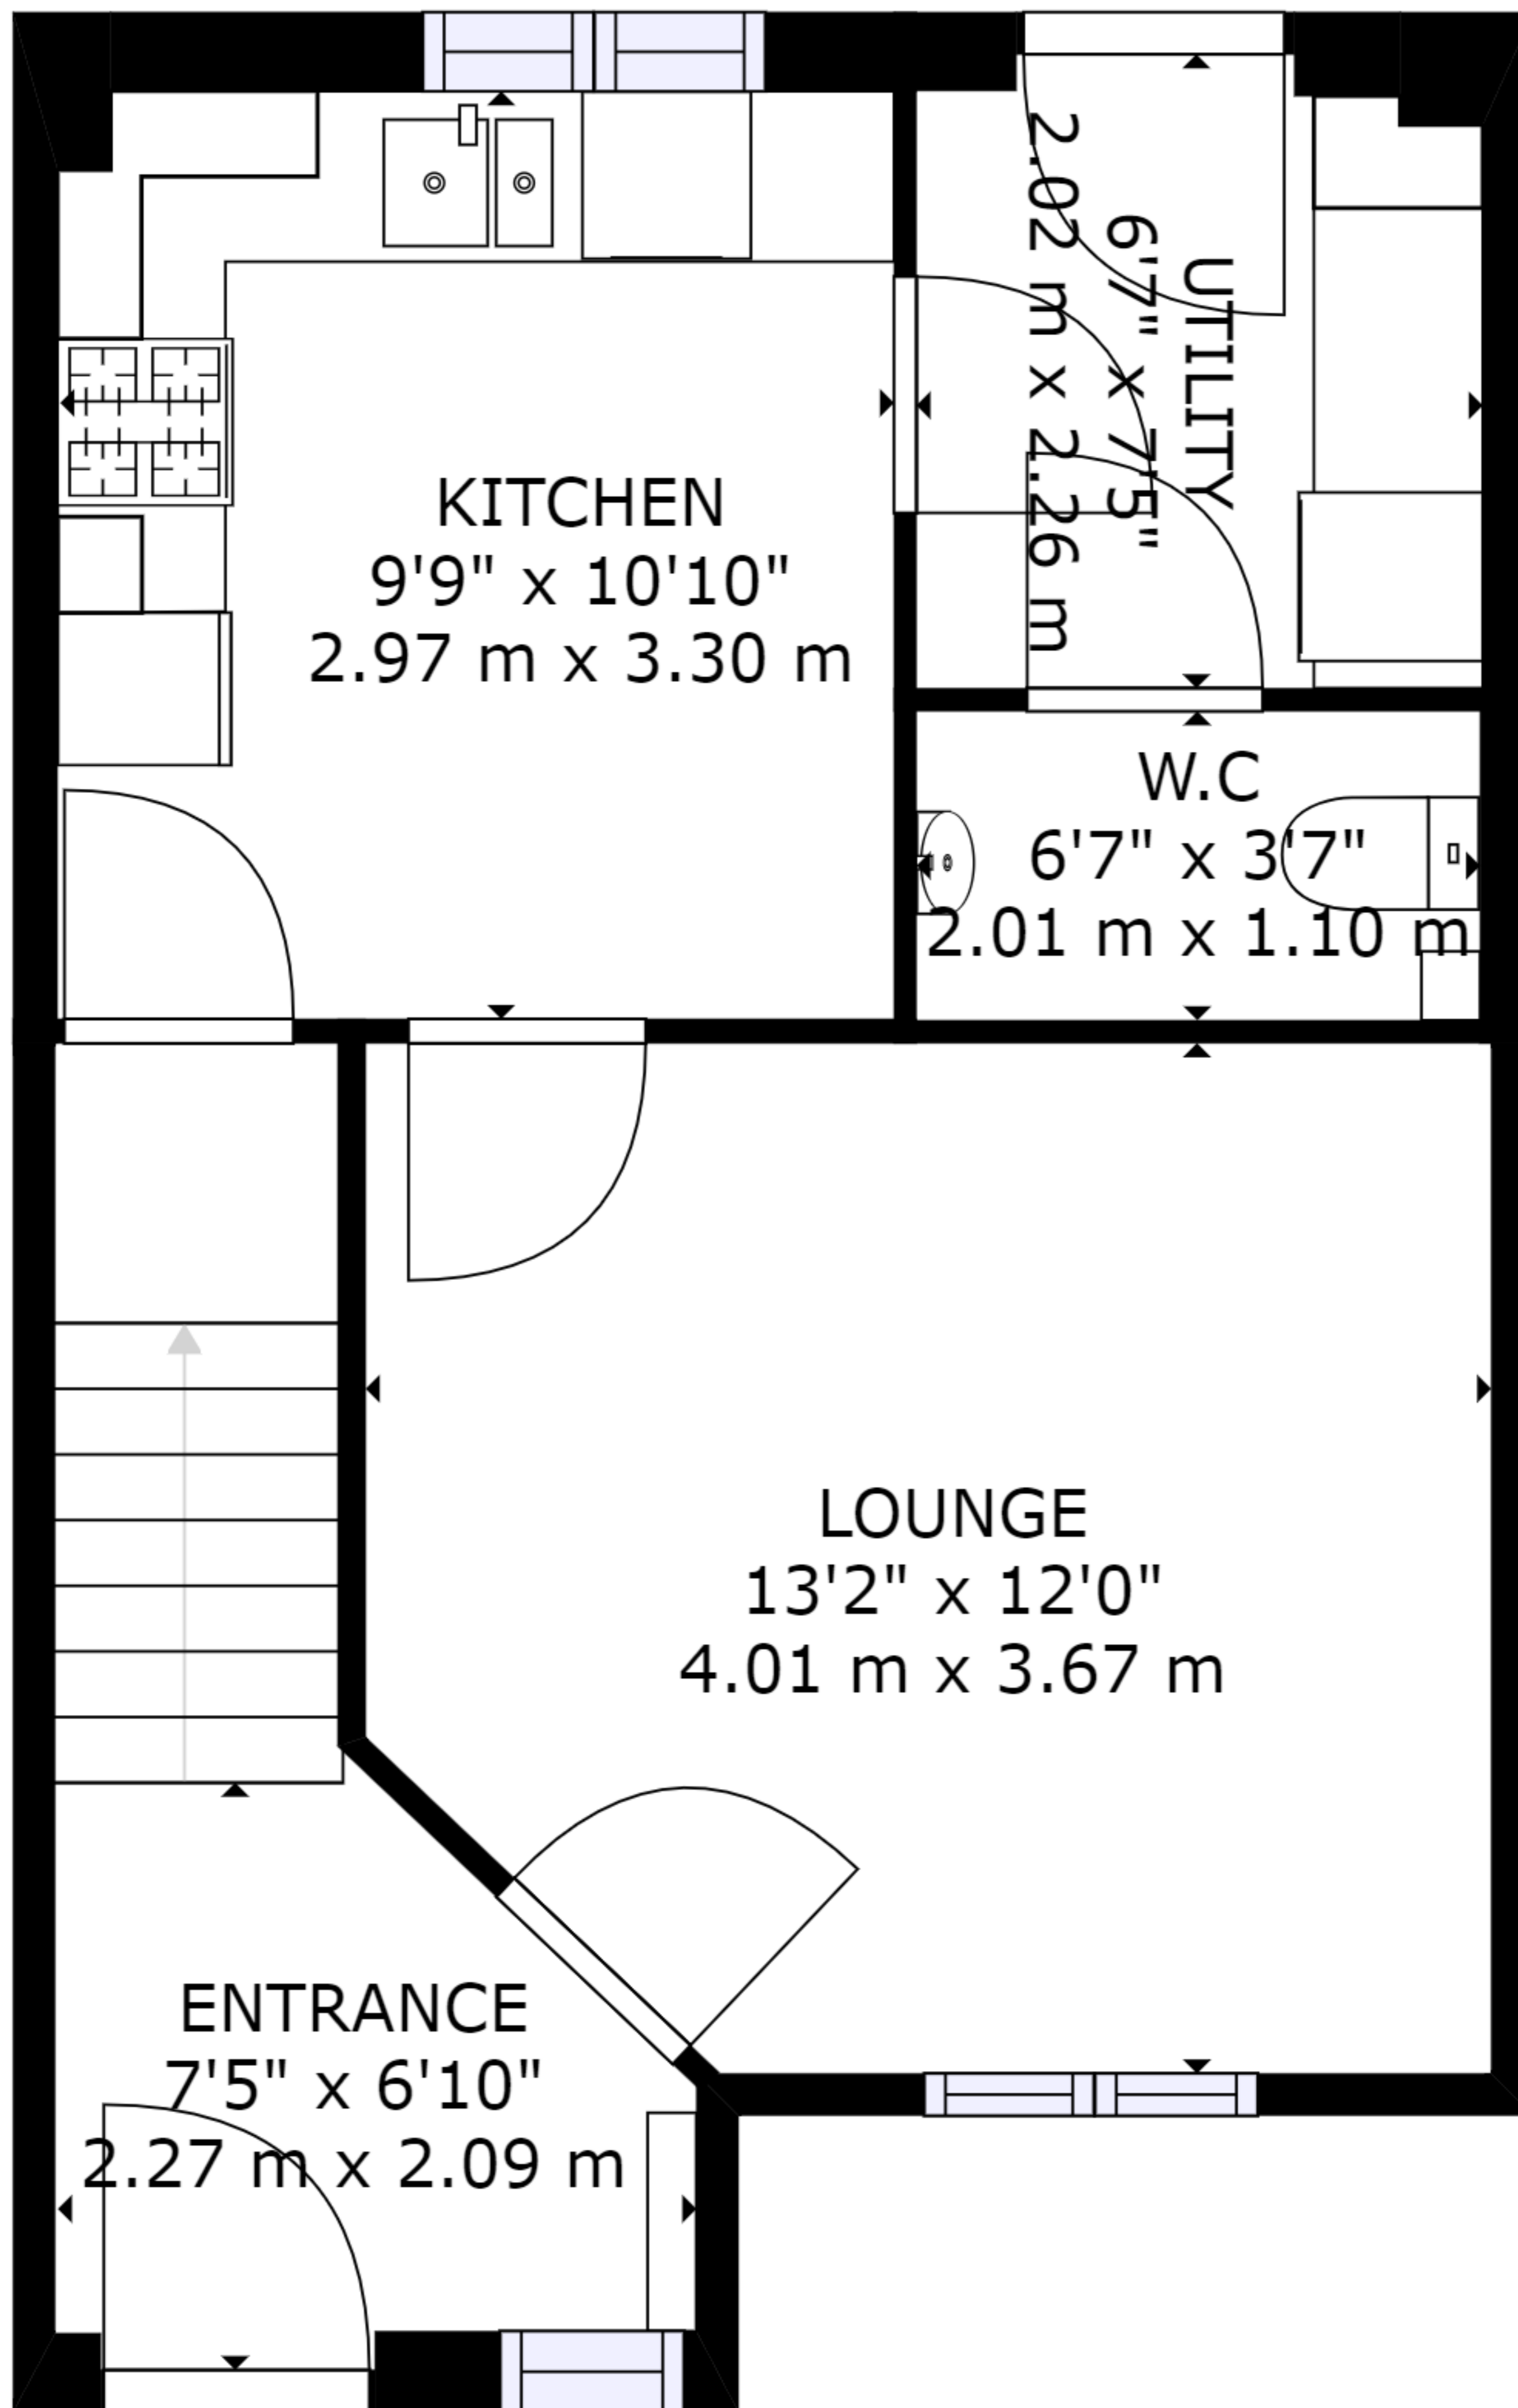 UTILITY
6'7" x 7'5"
2.02 m x 2.26 m
KITCHEN
9'9" x 10'10"
2.97 m x 3.30 m
W.C
6'7" x 3'7"
2.01 m x 1.10 m
LOUNGE
13'2" x 12'0"
4.01 m x 3.67 m
ENTRANCE
7'5" x 6'10"
2.27 m x 2.09 m